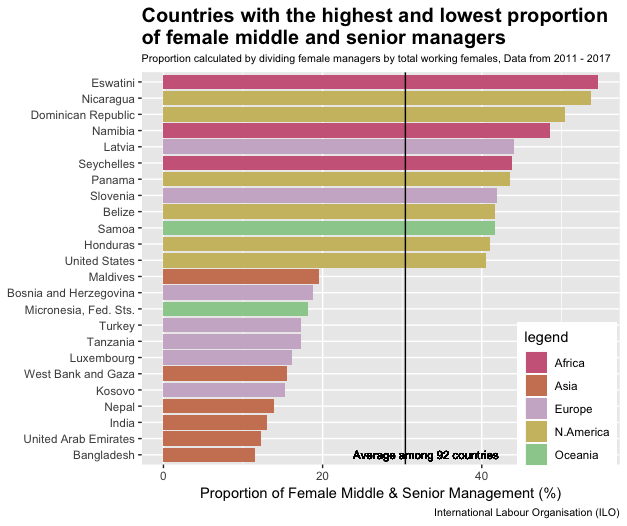 Countries with the highest and lowest proportion
of female middle and senior managers
Proportion calculated by dividing female managers by total working females, Data from 2011 - 2017
Eswatini
Nicaragua
Dominican Republic
Namibia
Latvia
Seychelles
Panama
Slovenia
Belize
Samoa
Honduras
United States
Maldives
Bosnia and Herzegovina
Micronesia, Fed. Sts.
Turkey
Tanzania
Luxembourg
West Bank and Gaza
Kosovo
Nepal
India
United Arab Emirates
Bangladesh
legend
Africa
Asia
Europe
N.America
Oceania
Average among 92 countries
0 20 40
Proportion of Female Middle & Senior Management (%)
International Labour Organisation (ILO)